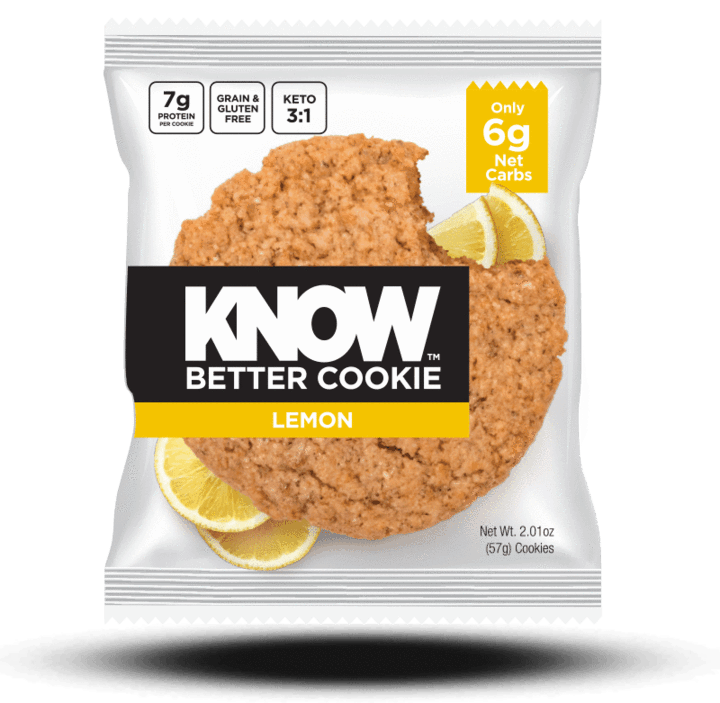 7g
PROTEIN
PER COOKIE
GRAIN &
GLUTEN
FREE
KETO
3:1
Only
6g
Net
Carbs
KNOW™
BETTER COOKIE
LEMON
Net Wt. 2.01oz
(57g) Cookies